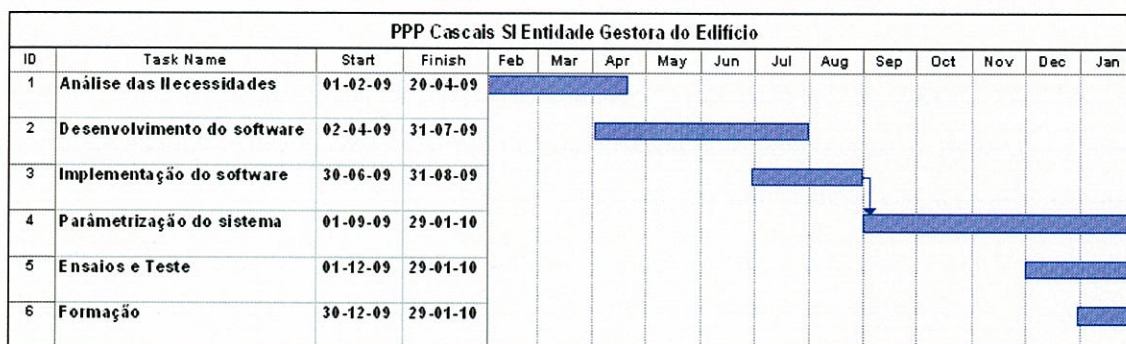 PPP Cascais SI Entidade Gestora do Edifício
ID Task Name Start Finish Feb Mar Apr May Jun Jul Aug Sep Oct Nov Dec Jan
1 Análise das Necessidades 01-02-09 20-04-09
2 Desenvolvimento do software 02-04-09 31-07-09
3 Implementação do software 30-06-09 31-08-09
4 Parâmetrização do sistema 01-09-09 29-01-10
5 Ensaios e Teste 01-12-09 29-01-10
6 Formação 30-12-09 29-01-10